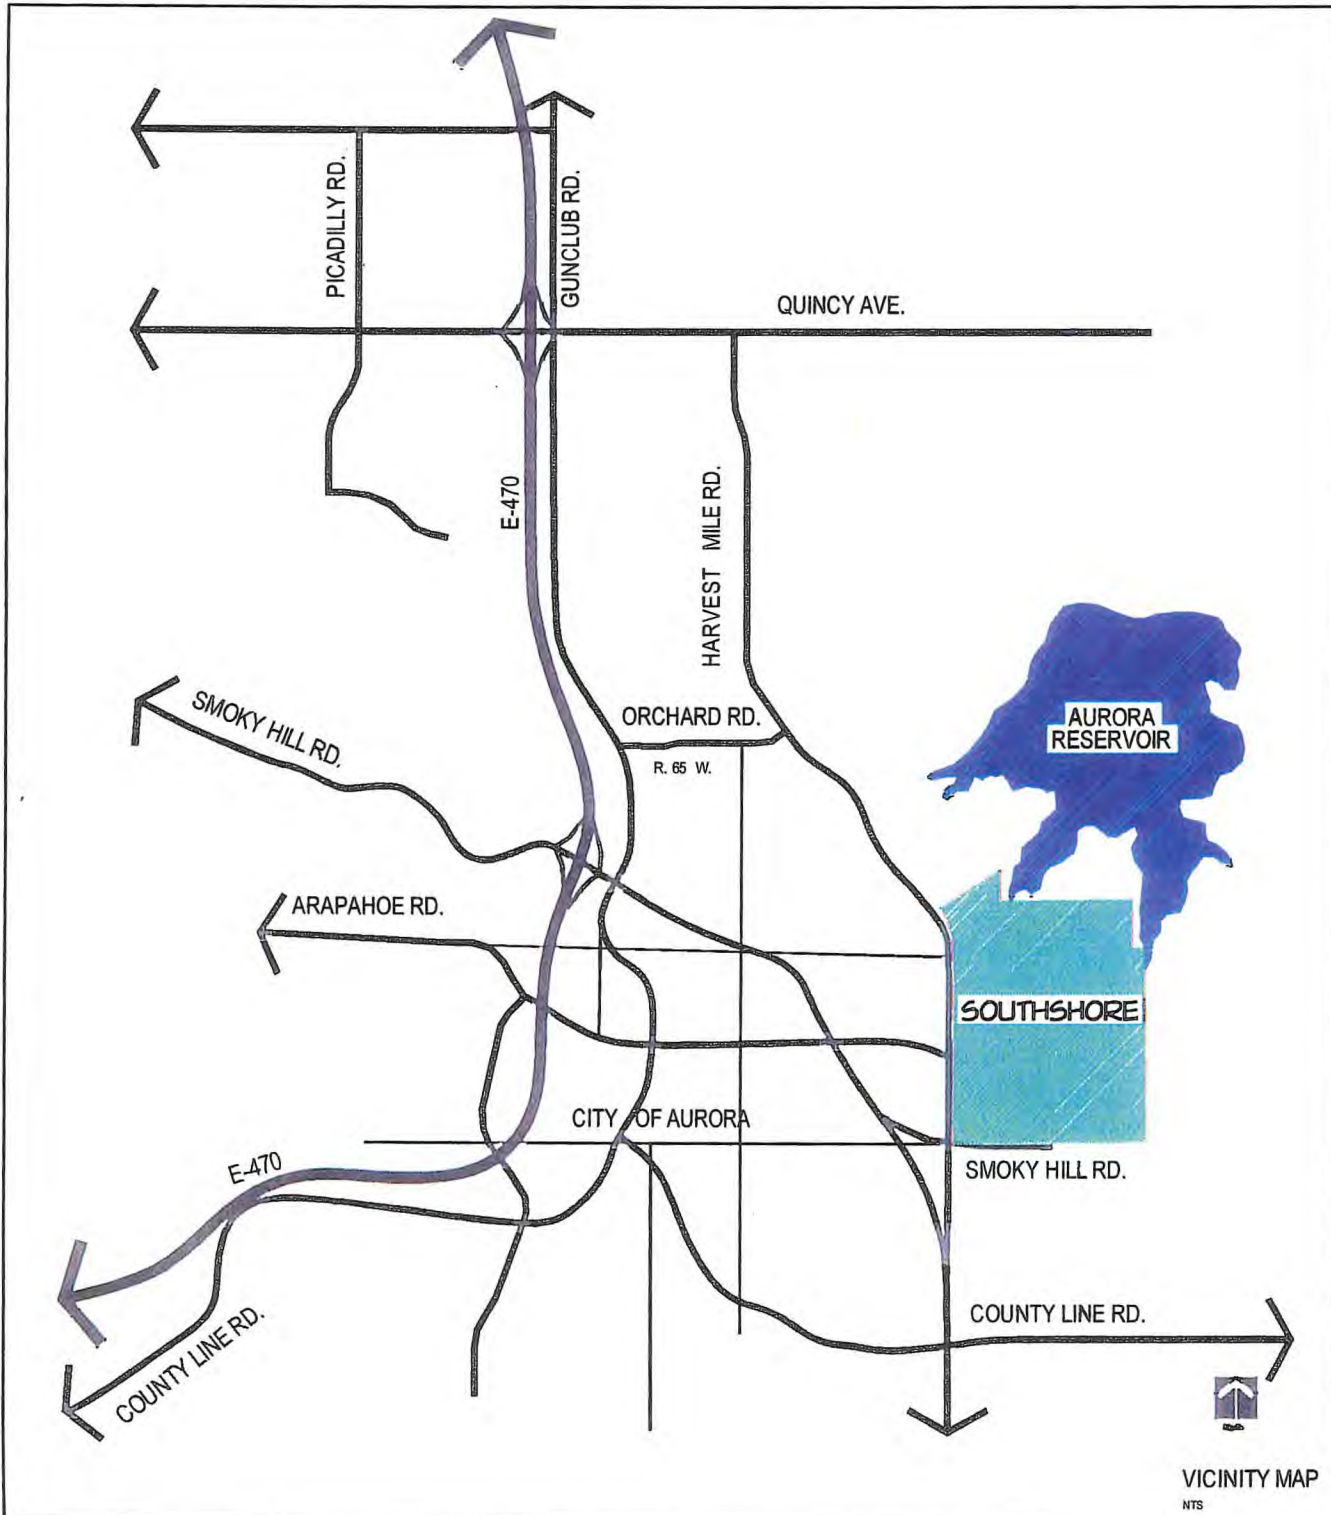 PICADILLY RD.
GUNCLUB RD.
QUINCY AVE.
E-470
HARVEST MILE RD.
SMOKY HILL RD.
ORCHARD RD.
R. 65 W.
AURORA
RESERVOIR
ARAPAHOE RD.
SOUTHSHORE
CITY OF AURORA
E-470
SMOKY HILL RD.
COUNTY LINE RD.
COUNTY LINE RD.
VICINITY MAP
NTS